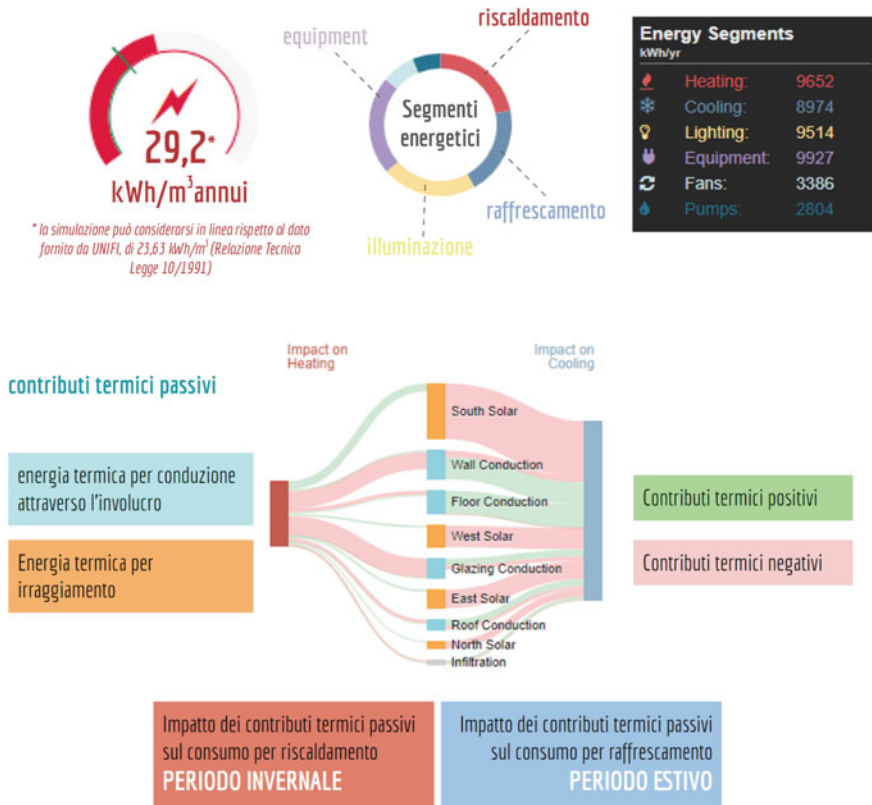 29,2*
kWh/m³annui
* la simulazione può considerarsi in linea rispetto al dato
fornito da UNIFI, di 23,63 kWh/m³ (Relazione Tecnica
Legge 10/1991)
equipment
riscaldamento
Segmenti
energetici
raffrescamento
illuminazione
Energy Segments
kWh/yr
Heating: 9652
Cooling: 8974
Lighting: 9514
Equipment: 9927
Fans: 3386
Pumps: 2804
contributi termici passivi
energia termica per conduzione
attraverso l'involucro
Energia termica per
irraggiamento
Impact on
Heating
Impact on
Cooling
South Solar
Wall Conduction
Floor Conduction
West Solar
Glazing Conduction
East Solar
Roof Conduction
North Solar
Infiltration
Contributi termici positivi
Contributi termici negativi
Impatto dei contributi termici passivi
sul consumo per riscaldamento
PERIODO INVERNALE
Impatto dei contributi termici passivi
sul consumo per raffrescamento
PERIODO ESTIVO